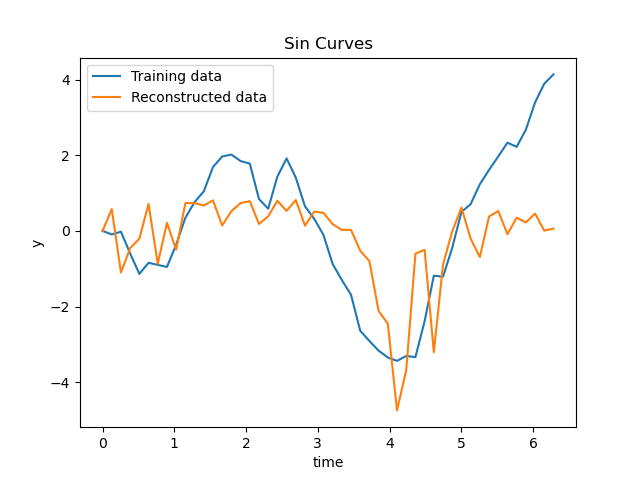 Sin Curves
Training data
Reconstructed data
4
2
0
−2
−4
y
0 1 2 3 4 5 6
time